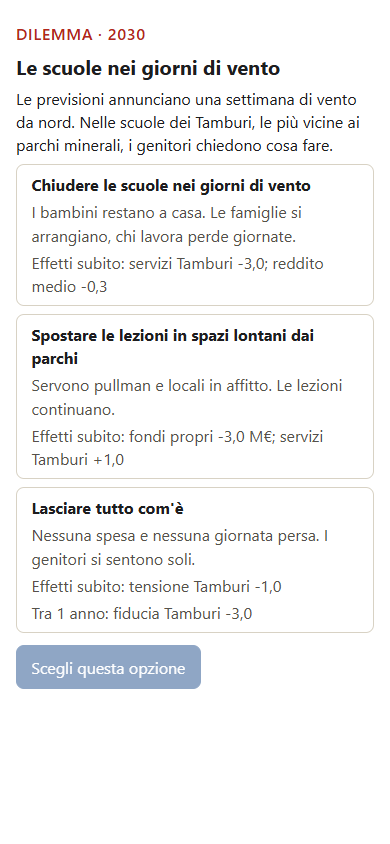 DILEMMA · 2030
Le scuole nei giorni di vento
Le previsioni annunciano una settimana di vento
da nord. Nelle scuole dei Tamburi, le più vicine ai
parchi minerali, i genitori chiedono cosa fare.
Chiudere le scuole nei giorni di vento
I bambini restano a casa. Le famiglie si
arrangiano, chi lavora perde giornate.
Effetti subito: servizi Tamburi -3,0; reddito
medio -0,3
Spostare le lezioni in spazi lontani dai
parchi
Servono pullman e locali in affitto. Le lezioni
continuano.
Effetti subito: fondi propri -3,0 M€; servizi
Tamburi +1,0
Lasciare tutto com'è
Nessuna spesa e nessuna giornata persa. I
genitori si sentono soli.
Effetti subito: tensione Tamburi -1,0
Tra 1 anno: fiducia Tamburi -3,0
Scegli questa opzione